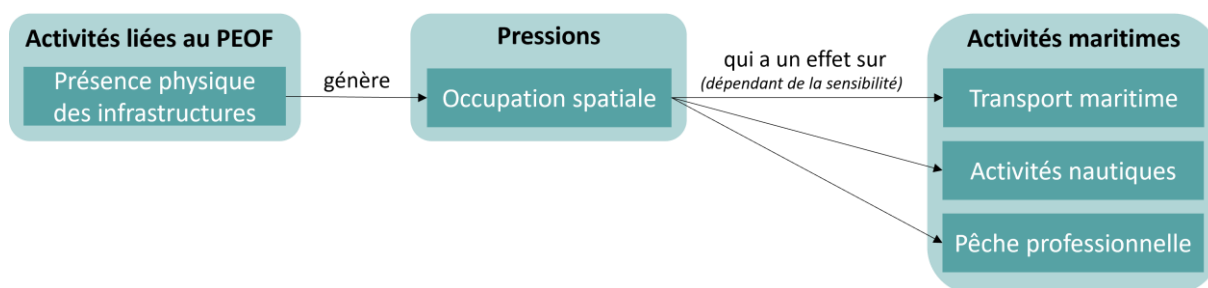 Activités liées au PEOF
Présence physique
des infrastructures
génère
Pressions
Occupation spatiale
qui a un effet sur
(dépendant de la sensibilité)
Activités maritimes
Transport maritime
Activités nautiques
Pêche professionnelle